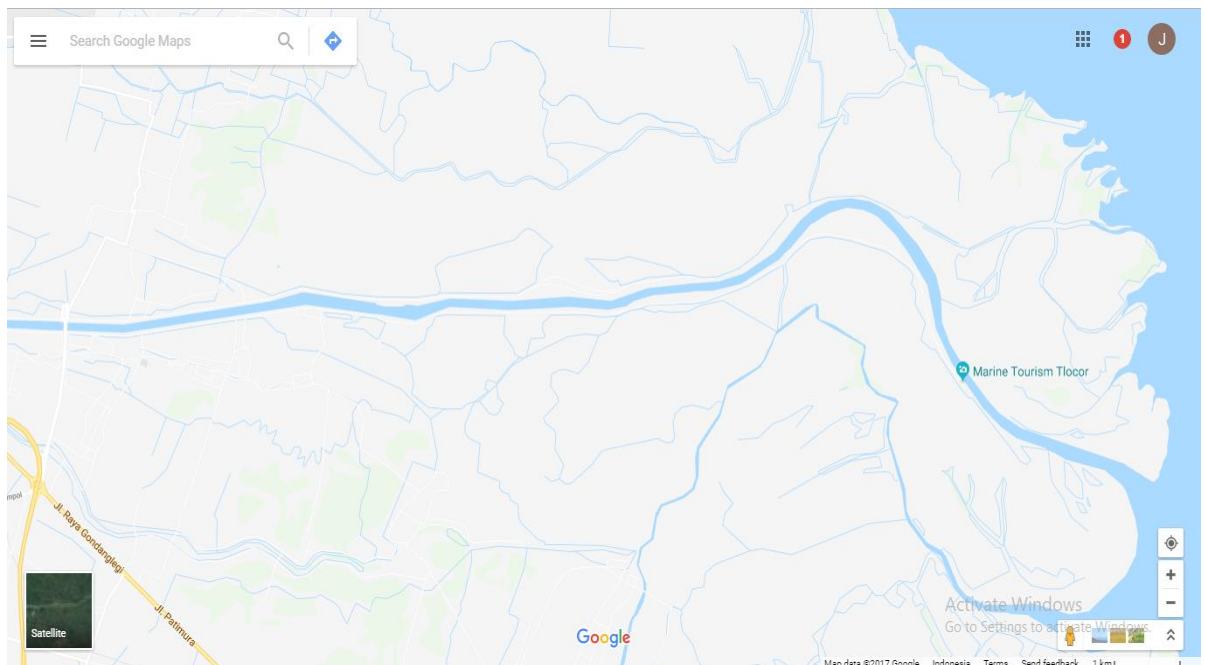 Search Google Maps
1
J
Marine Tourism Tlocor
Jl. Raya Gondanglegi
Jl. Patimura
Satellite
Google
Activate Windows
Go to Settings to activate Windows.
Map data ©2017 Google Indonesia Terms Send feedback 1 km